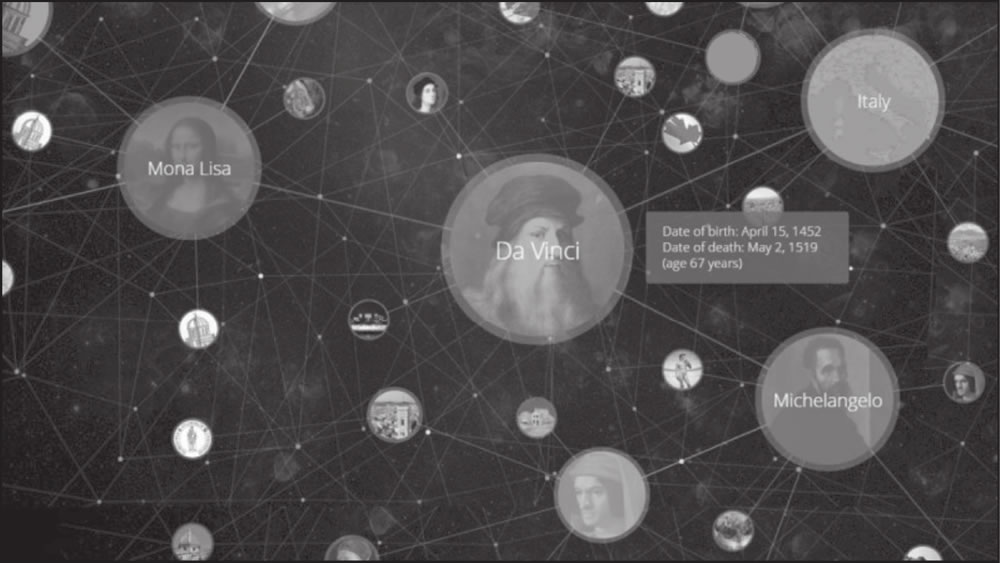 Italy
Mona Lisa
Da Vinci
Date of birth: April 15, 1452
Date of death: May 2, 1519
(age 67 years)
Michelangelo